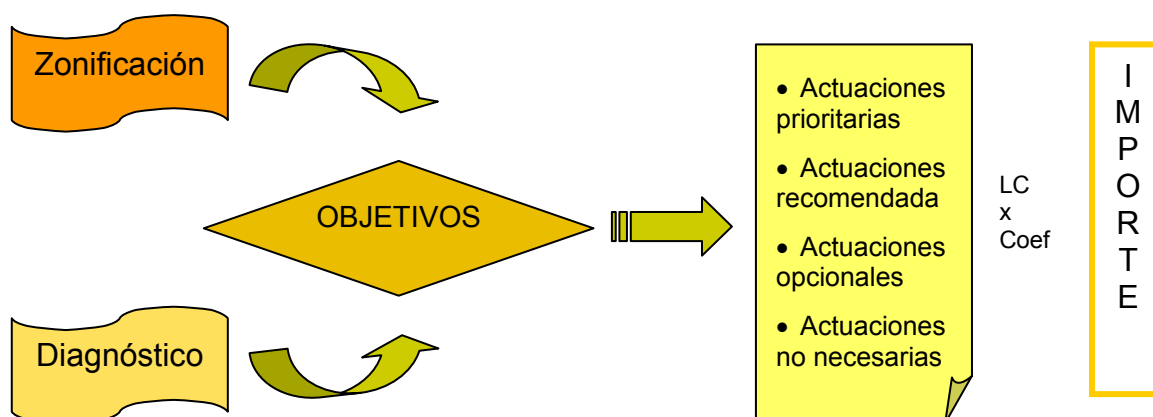 Zonificación
Diagnóstico
OBJETIVOS
• Actuaciones
prioritarias
• Actuaciones
recomendada
• Actuaciones
opcionales
• Actuaciones
no necesarias
LC
x
Coef
I
M
P
O
R
T
E